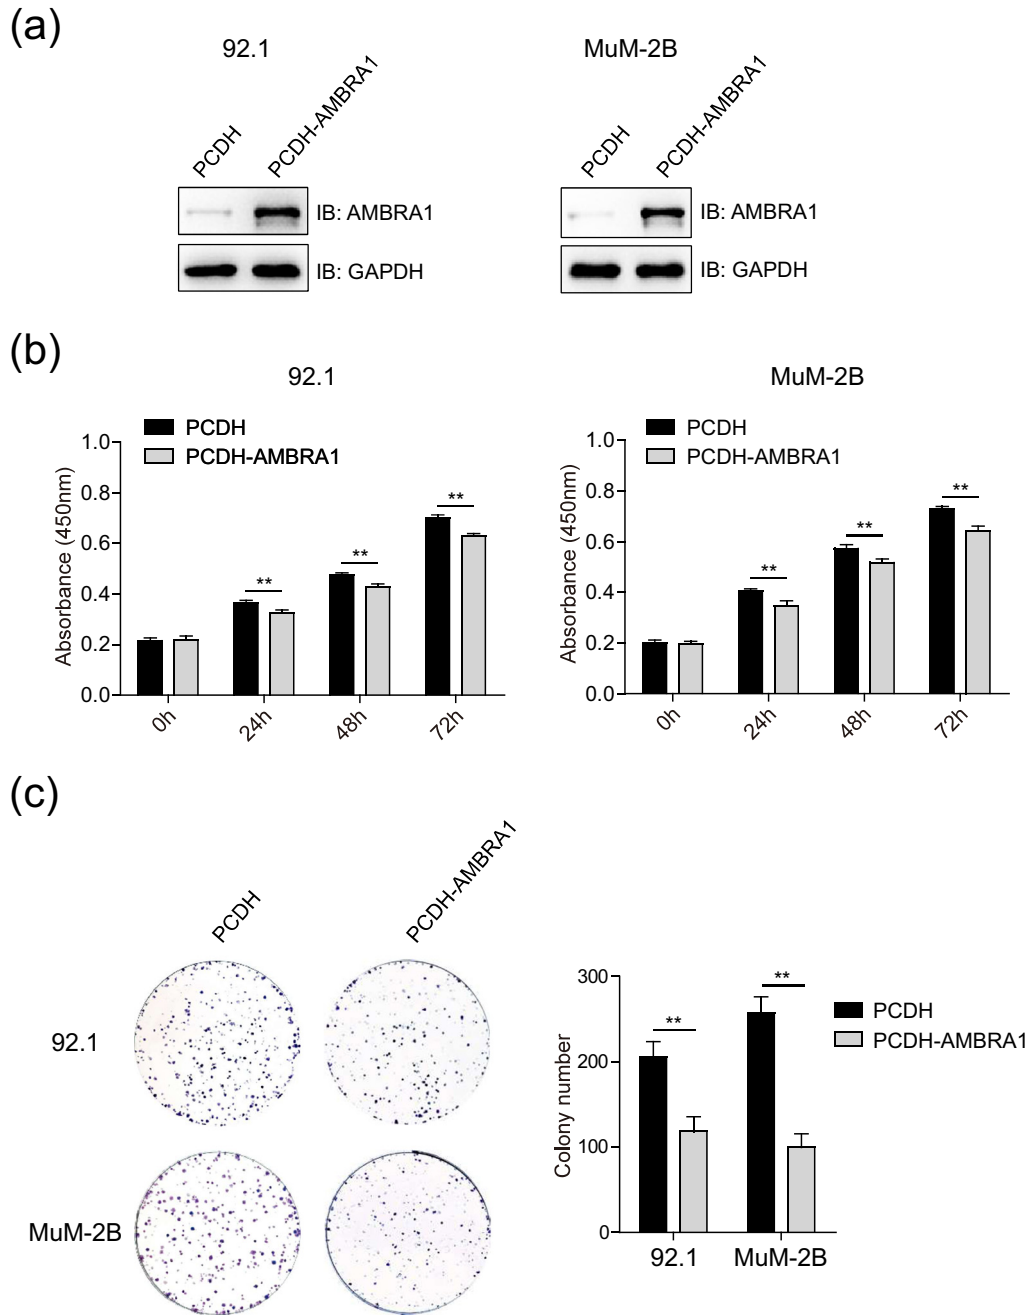 (a)
92.1
MuM-2B
PCDH
PCDH-AMBRA1
PCDH
PCDH-AMBRA1
IB: AMBRA1
IB: AMBRA1
IB: GAPDH
IB: GAPDH
(b)
92.1
PCDH
PCDH-AMBRA1
Absorbance (450nm)
1.0
0.8
0.6
0.4
0.2
0.0
**
**
**
0h
24h
48h
72h
MuM-2B
PCDH
PCDH-AMBRA1
Absorbance (450nm)
1.0
0.8
0.6
0.4
0.2
0.0
**
**
**
0h
24h
48h
72h
(c)
PCDH
PCDH-AMBRA1
92.1
MuM-2B
Colony number
300
200
100
0
**
**
92.1
MuM-2B
PCDH
PCDH-AMBRA1